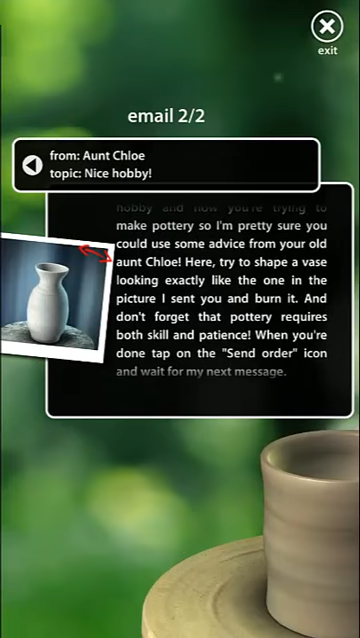 exit
email 2/2
from: Aunt Chloe
topic: Nice hobby!
hobby and now you're trying to
make pottery so I'm pretty sure you
could use some advice from your old
aunt Chloe! Here, try to shape a vase
looking exactly like the one in the
picture I sent you and burn it. And
don't forget that pottery requires
both skill and patience! When you're
done tap on the "Send order" icon
and wait for my next message.